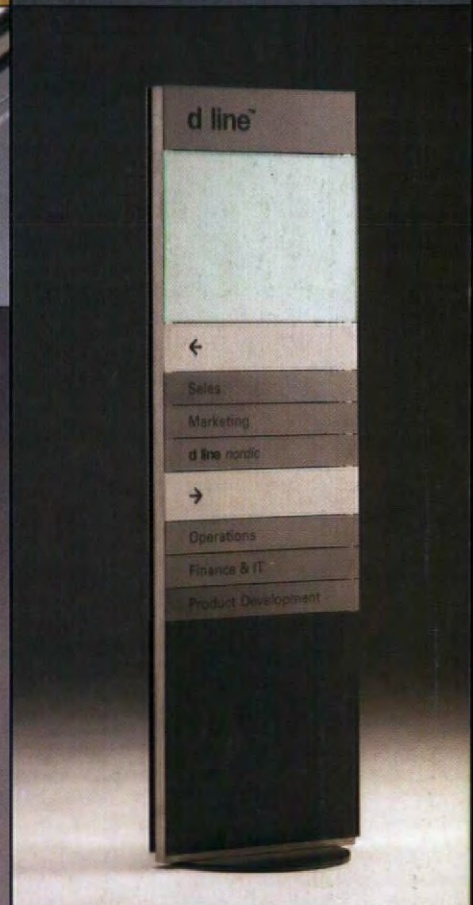 d line™
←
Sales
Marketing
d line nordic
→
Operations
Finance & IT
Product Development